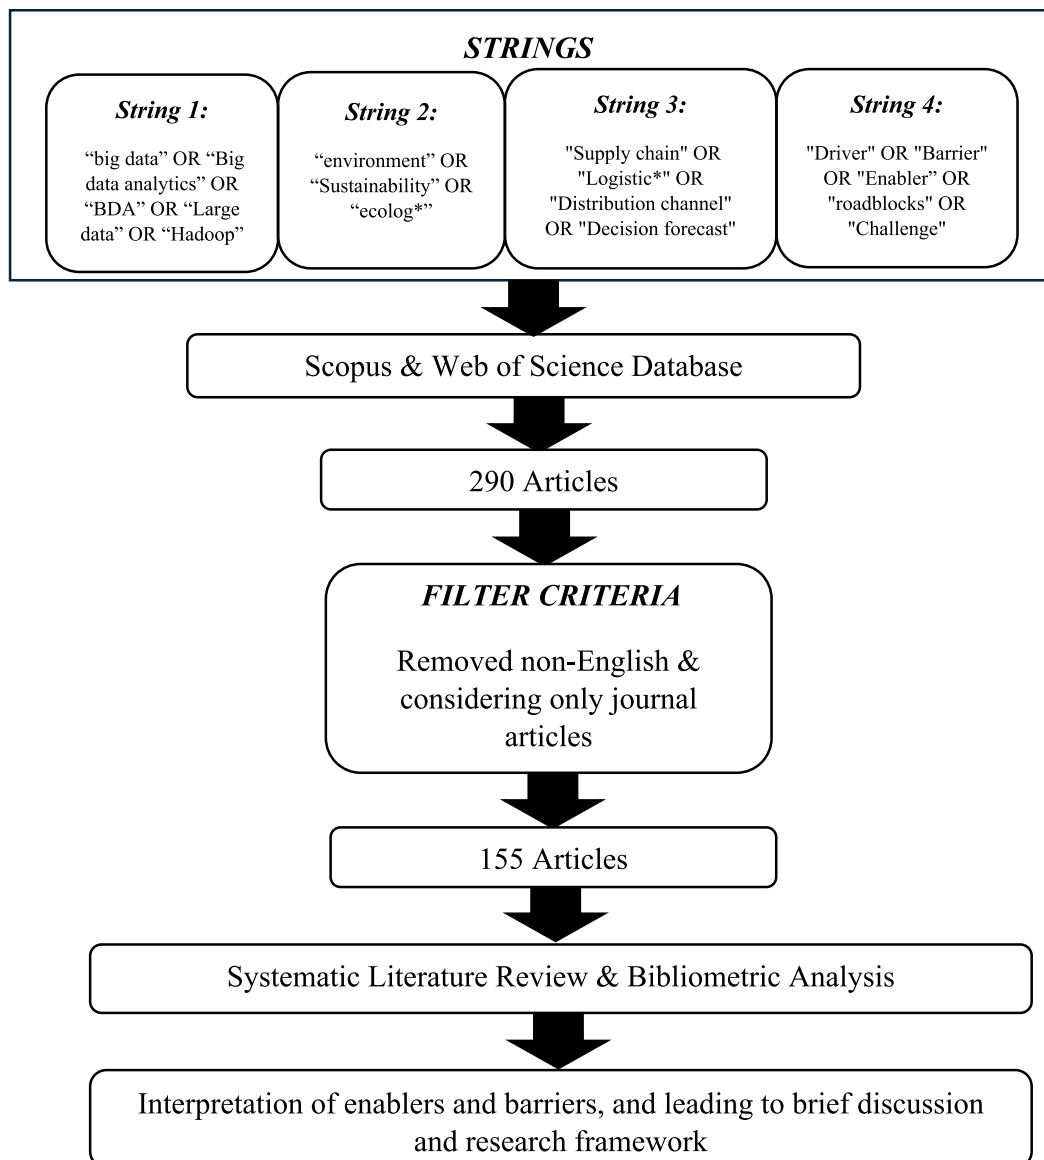 STRINGS
String 1:
“big data” OR “Big
data analytics” OR
“BDA” OR “Large
data” OR “Hadoop”
String 2:
“environment” OR
“Sustainability” OR
“ecolog*”
String 3:
"Supply chain" OR
"Logistic*" OR
"Distribution channel"
OR "Decision forecast"
String 4:
"Driver" OR "Barrier"
OR "Enabler” OR
"roadblocks" OR
"Challenge"
Scopus & Web of Science Database
290 Articles
FILTER CRITERIA
Removed non-English &
considering only journal
articles
155 Articles
Systematic Literature Review & Bibliometric Analysis
Interpretation of enablers and barriers, and leading to brief discussion
and research framework